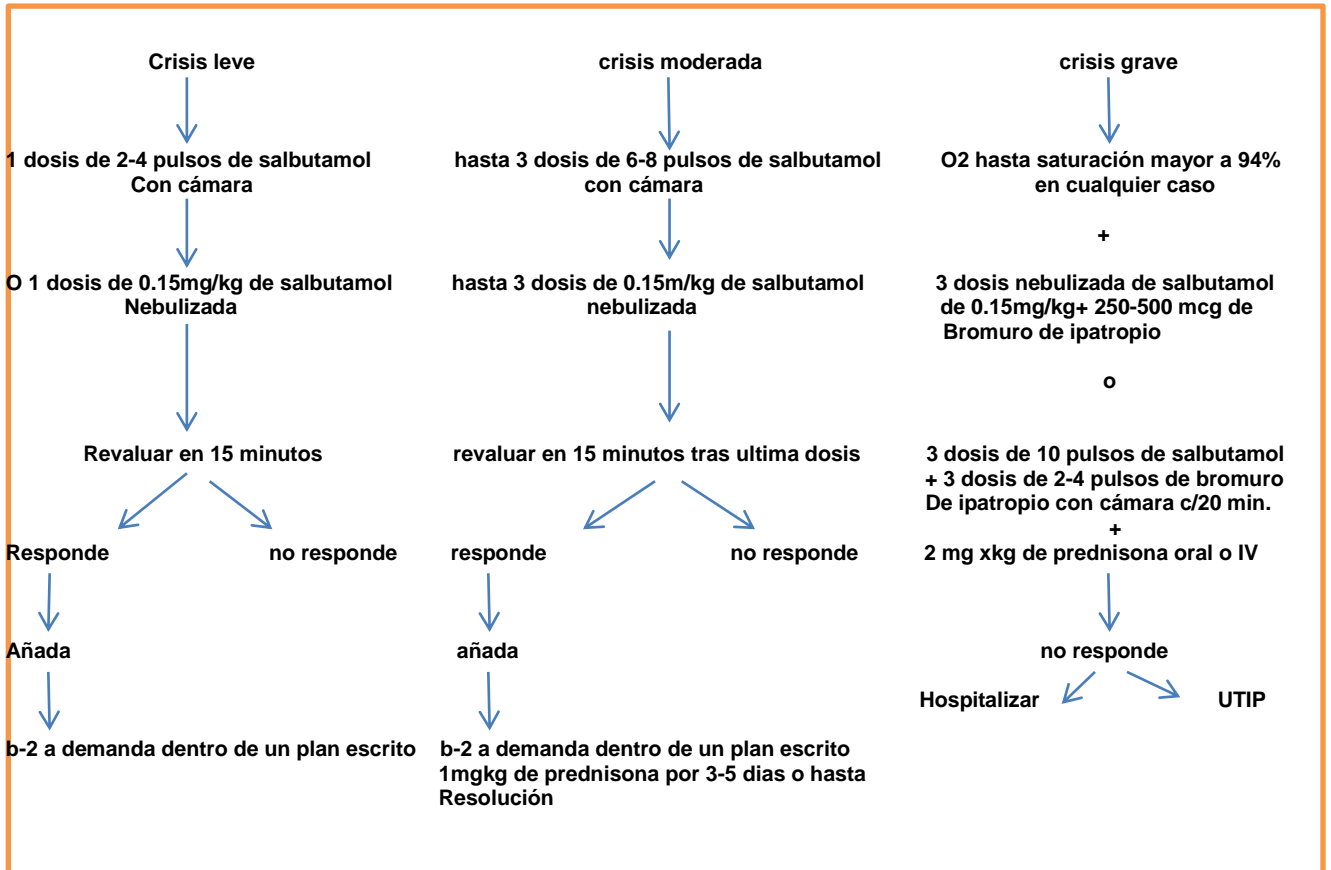 Crisis leve
1 dosis de 2-4 pulsos de salbutamol
Con cámara
O 1 dosis de 0.15mg/kg de salbutamol
Nebulizada
Revaluar en 15 minutos
Responde
no responde
Añada
b-2 a demanda dentro de un plan escrito
crisis moderada
hasta 3 dosis de 6-8 pulsos de salbutamol
con cámara
hasta 3 dosis de 0.15m/kg de salbutamol
nebulizada
revaluar en 15 minutos tras ultima dosis
responde
no responde
añada
b-2 a demanda dentro de un plan escrito
1mgkg de prednisona por 3-5 dias o hasta
Resolución
crisis grave
O2 hasta saturación mayor a 94%
en cualquier caso
+
3 dosis nebulizada de salbutamol
de 0.15mg/kg+ 250-500 mcg de
Bromuro de ipatropio
o
3 dosis de 10 pulsos de salbutamol
+ 3 dosis de 2-4 pulsos de bromuro
De ipatropio con cámara c/20 min.
+
2 mg xkg de prednisona oral o IV
no responde
Hospitalizar
UTIP